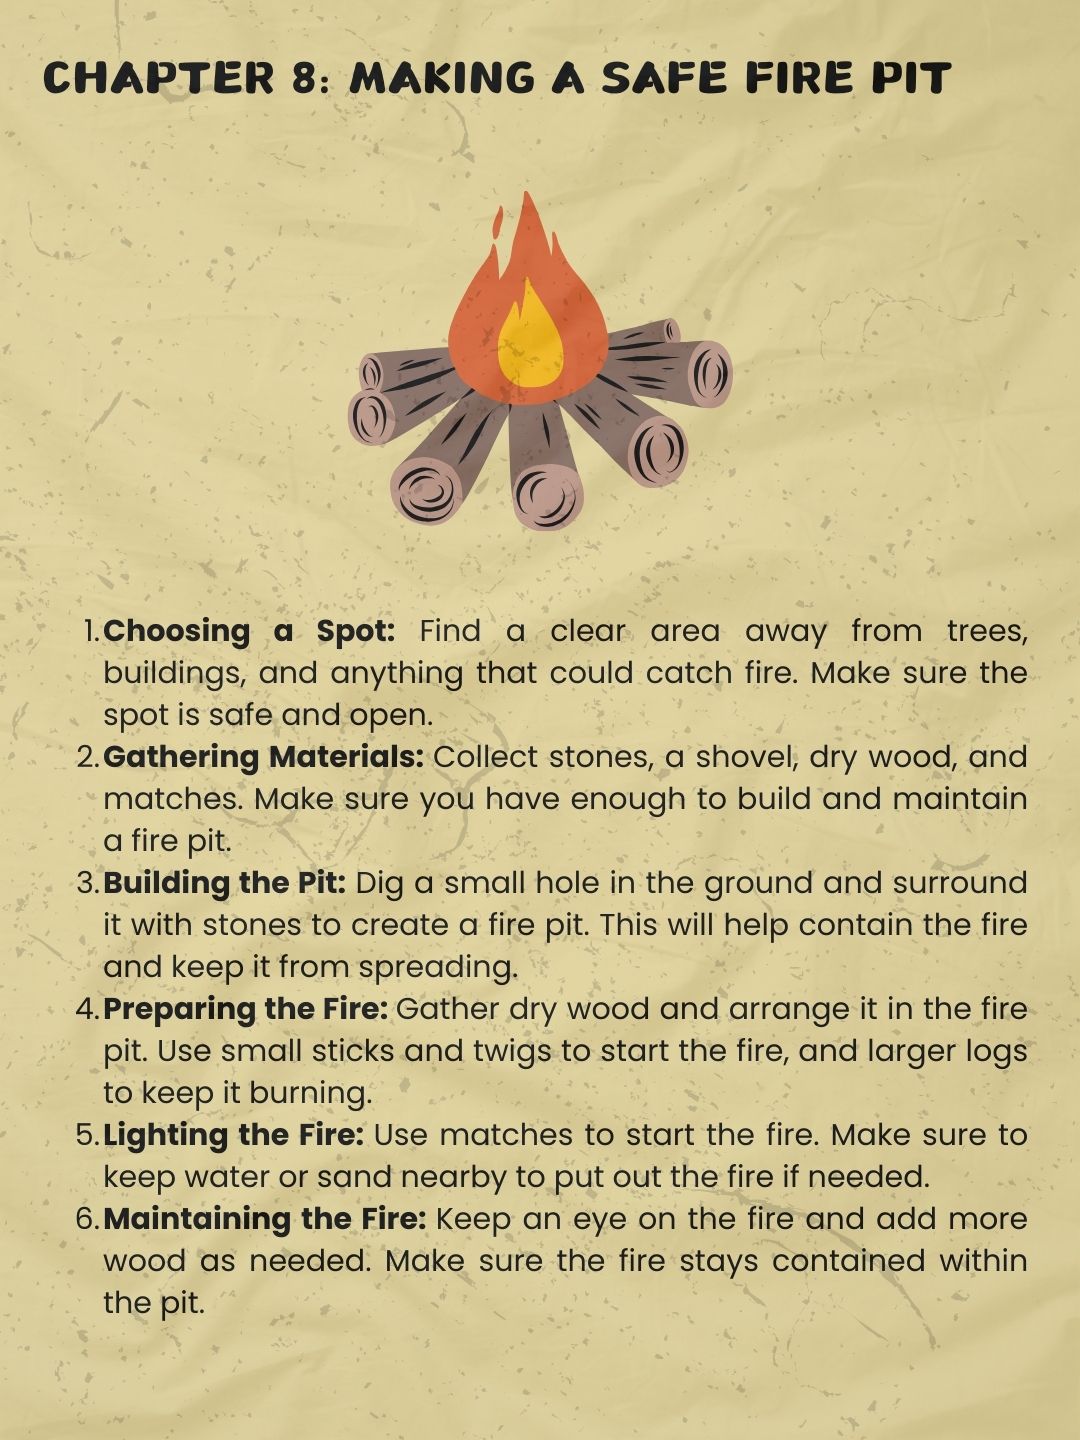 CHAPTER 8: MAKING A SAFE FIRE PIT
1. Choosing a Spot: Find a clear area away from trees,
buildings, and anything that could catch fire. Make sure the
spot is safe and open.
2. Gathering Materials: Collect stones, a shovel, dry wood, and
matches. Make sure you have enough to build and maintain
a fire pit.
3. Building the Pit: Dig a small hole in the ground and surround
it with stones to create a fire pit. This will help contain the fire
and keep it from spreading.
4. Preparing the Fire: Gather dry wood and arrange it in the fire
pit. Use small sticks and twigs to start the fire, and larger logs
to keep it burning.
5. Lighting the Fire: Use matches to start the fire. Make sure to
keep water or sand nearby to put out the fire if needed.
6. Maintaining the Fire: Keep an eye on the fire and add more
wood as needed. Make sure the fire stays contained within
the pit.